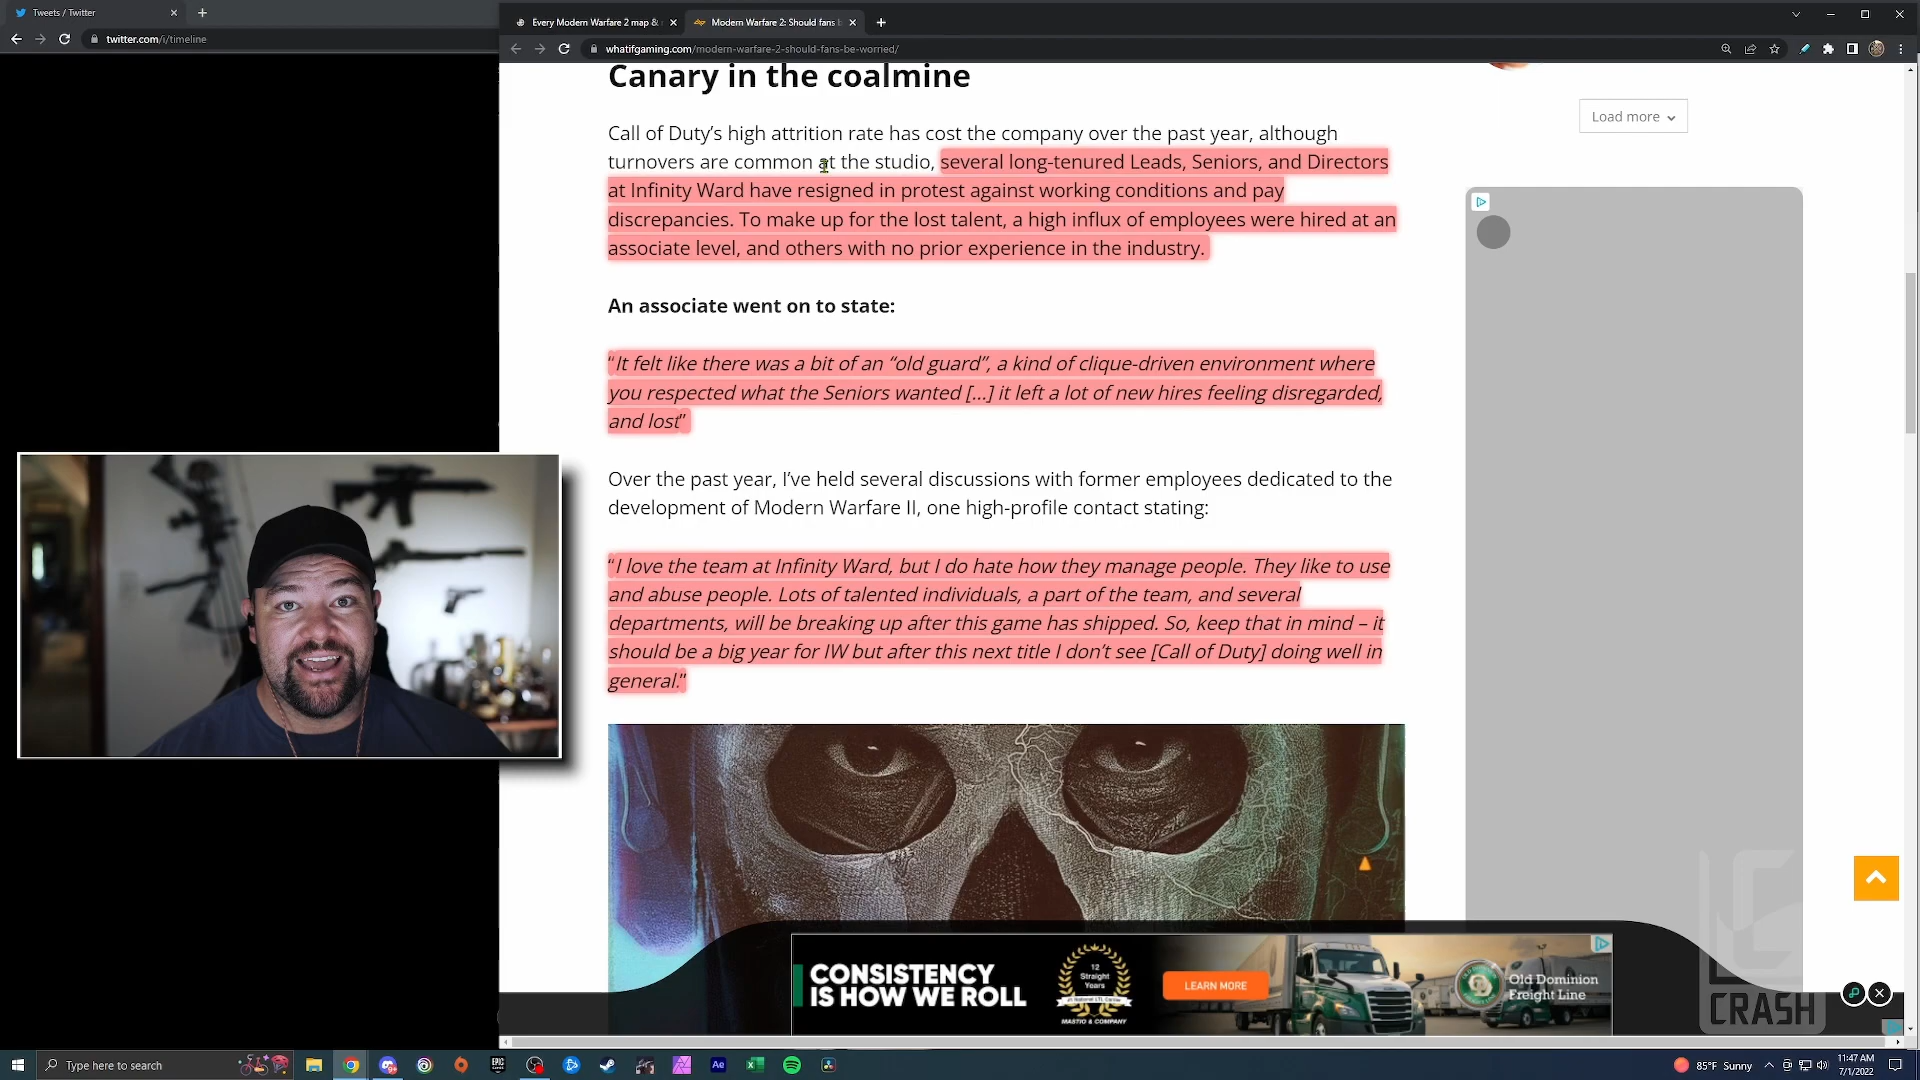 Tweets / Twitter
twitter.com/i/timeline
Every Modern Warfare 2 map &
Modern Warfare 2: Should fans
whatifgaming.com/modern-warfare-2-should-fans-be-worried/
Canary in the coalmine
Call of Duty’s high attrition rate has cost the company over the past year, although
turnovers are common at the studio, several long-tenured Leads, Seniors, and Directors
at Infinity Ward have resigned in protest against working conditions and pay
discrepancies. To make up for the lost talent, a high influx of employees were hired at an
associate level, and others with no prior experience in the industry.
An associate went on to state:
“It felt like there was a bit of an “old guard”, a kind of clique-driven environment where
you respected what the Seniors wanted […] it left a lot of new hires feeling disregarded,
and lost”
Over the past year, I’ve held several discussions with former employees dedicated to the
development of Modern Warfare II, one high-profile contact stating:
“I love the team at Infinity Ward, but I do hate how they manage people. They like to use
and abuse people. Lots of talented individuals, a part of the team, and several
departments, will be breaking up after this game has shipped. So, keep that in mind – it
should be a big year for IW but after this next title I don’t see [Call of Duty] doing well in
general.”
Load more
CONSISTENCY
IS HOW WE ROLL
12
Straight
Years
#1 National LTL Carrier
MASTIO & COMPANY
LEARN MORE
Old Dominion
Freight Line
CRASH
Type here to search
EPIC
Ae
85°F Sunny
11:47 AM
7/1/2022